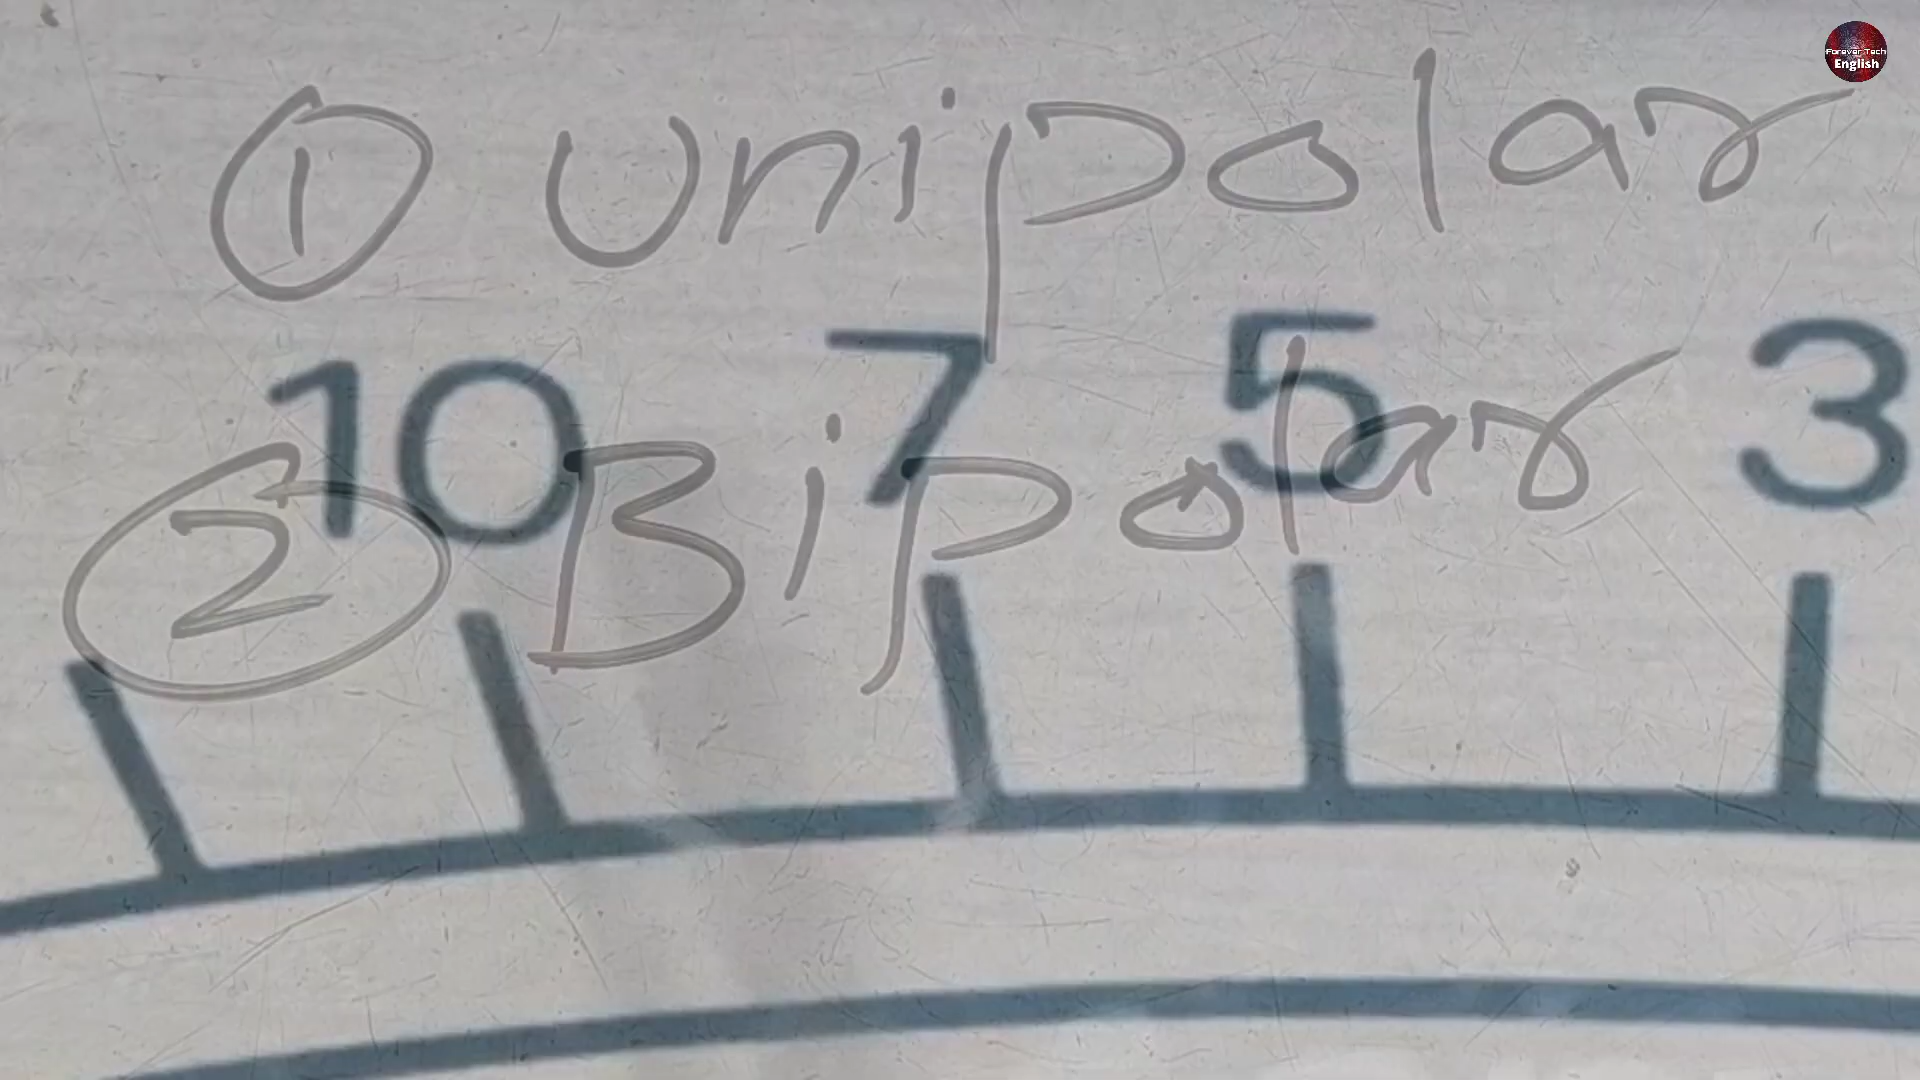 ① Unipolar
10 7 5 3
② Bipolar
Forever Tech
English